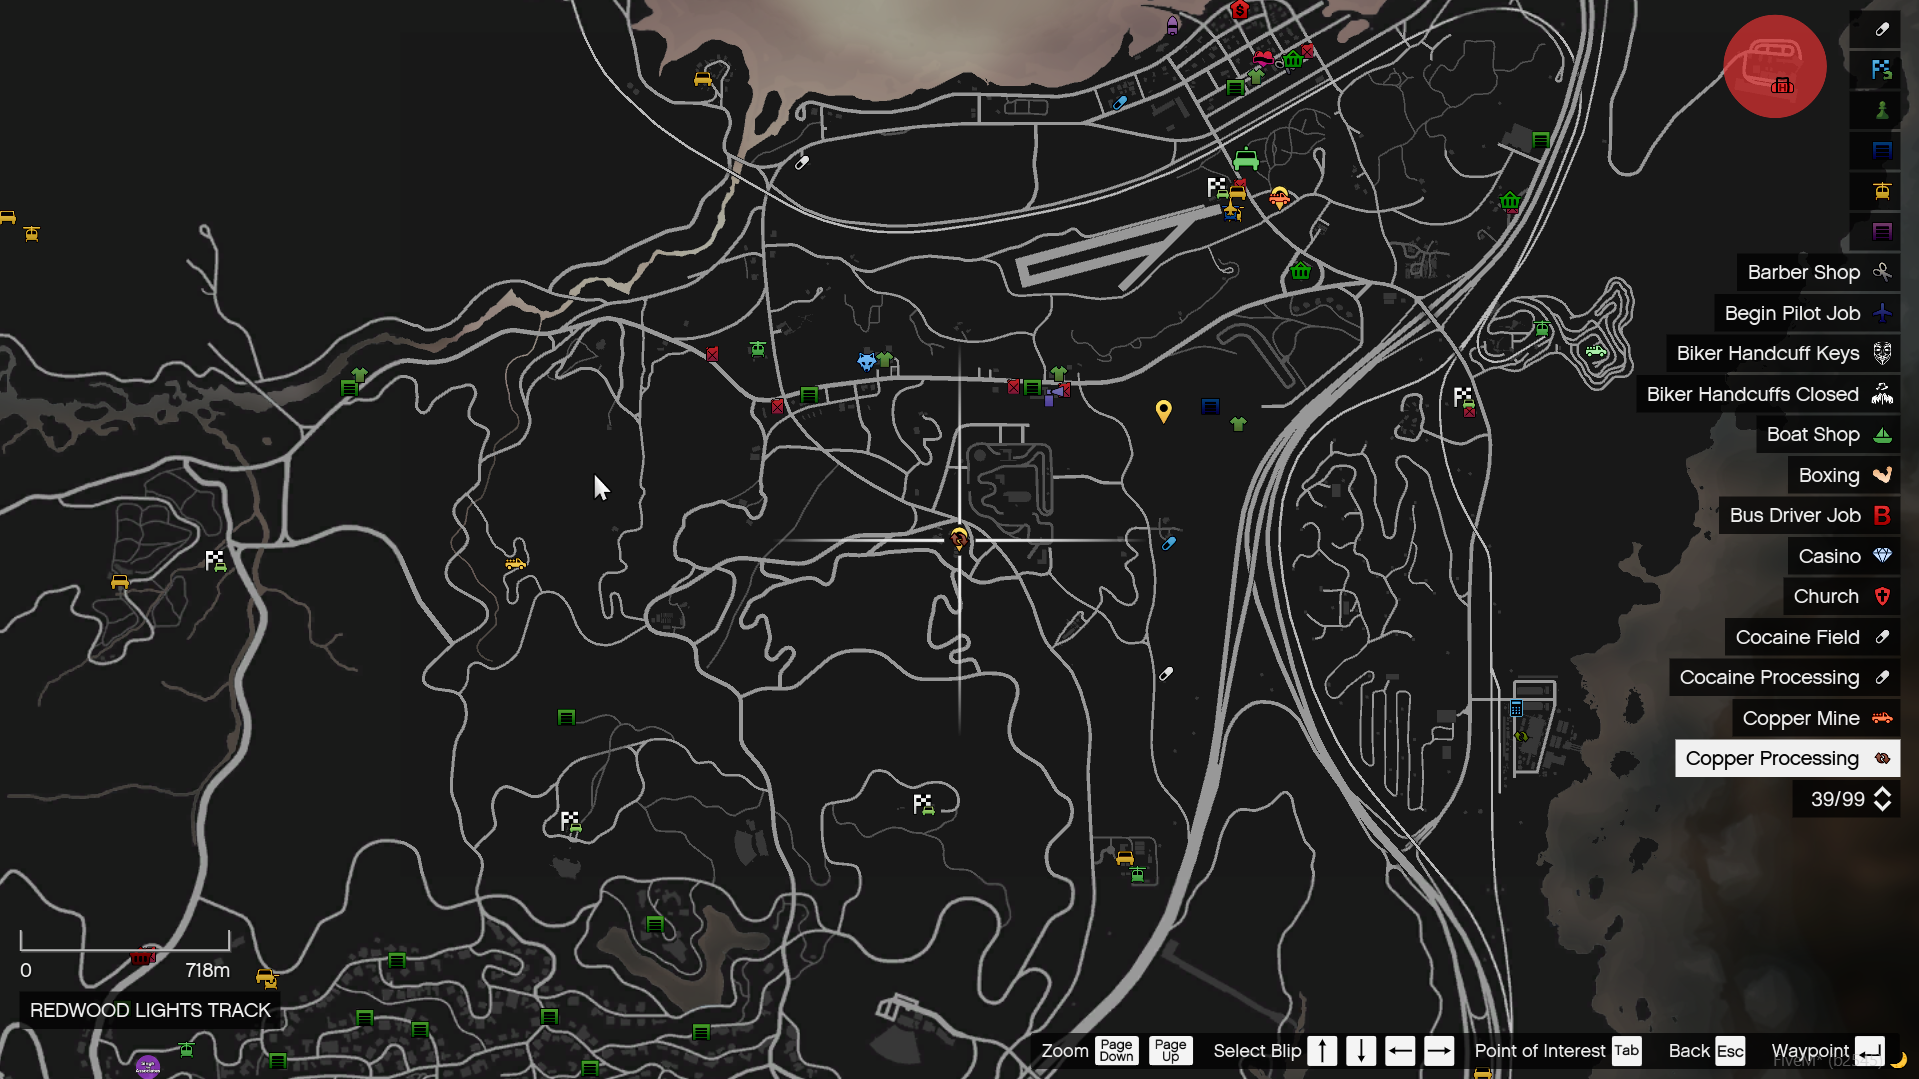 Barber Shop
Begin Pilot Job
Biker Handcuff Keys
Biker Handcuffs Closed
Boat Shop
Boxing
Bus Driver Job B
Casino
Church
Cocaine Field
Cocaine Processing
Copper Mine
Copper Processing
39/99
0 718m
REDWOOD LIGHTS TRACK
Zoom Page Down Page Up Select Blip ↑ ↓ ← → Point of Interest Tab Back Esc Waypoint